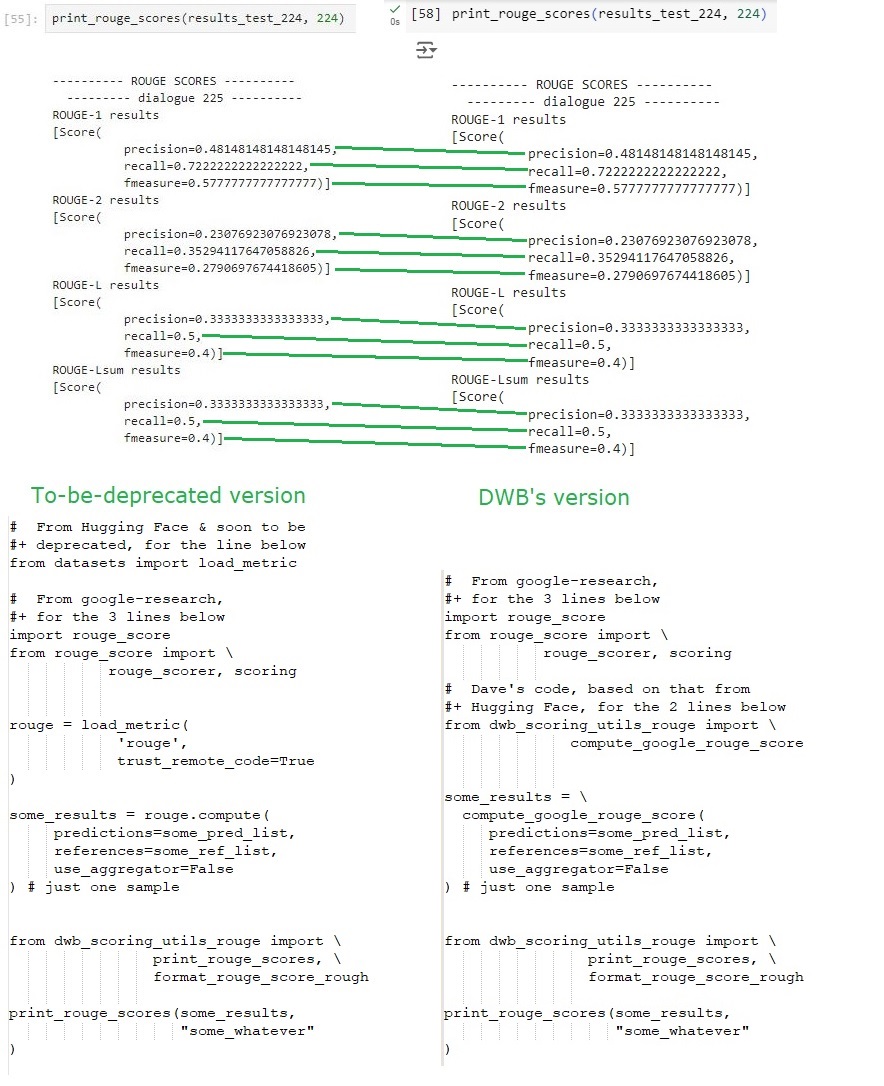 [55]: print_rouge_scores(results_test_224, 224)
---------- ROUGE SCORES ----------
--------- dialogue 225 ----------
ROUGE-1 results
[Score(
precision=0.48148148148148145,
recall=0.7222222222222222,
fmeasure=0.5777777777777777)]
ROUGE-2 results
[Score(
precision=0.23076923076923078,
recall=0.35294117647058826,
fmeasure=0.2790697674418605)]
ROUGE-L results
[Score(
precision=0.3333333333333333,
recall=0.5,
fmeasure=0.4)]
ROUGE-Lsum results
[Score(
precision=0.3333333333333333,
recall=0.5,
fmeasure=0.4)]
0s [58] print_rouge_scores(results_test_224, 224)
---------- ROUGE SCORES ----------
--------- dialogue 225 ----------
ROUGE-1 results
[Score(
precision=0.48148148148148145,
recall=0.7222222222222222,
fmeasure=0.5777777777777777)]
ROUGE-2 results
[Score(
precision=0.23076923076923078,
recall=0.35294117647058826,
fmeasure=0.2790697674418605)]
ROUGE-L results
[Score(
precision=0.3333333333333333,
recall=0.5,
fmeasure=0.4)]
ROUGE-Lsum results
[Score(
precision=0.3333333333333333,
recall=0.5,
fmeasure=0.4)]
To-be-deprecated version
# From Hugging Face & soon to be
#+ deprecated, for the line below
from datasets import load_metric
# From google-research,
#+ for the 3 lines below
import rouge_score
from rouge_score import \
rouge_scorer, scoring
rouge = load_metric(
'rouge',
trust_remote_code=True
)
some_results = rouge.compute(
predictions=some_pred_list,
references=some_ref_list,
use_aggregator=False
) # just one sample
from dwb_scoring_utils_rouge import \
print_rouge_scores, \
format_rouge_score_rough
print_rouge_scores(some_results,
"some_whatever"
)
DWB's version
# From google-research,
#+ for the 3 lines below
import rouge_score
from rouge_score import \
rouge_scorer, scoring
# Dave's code, based on that from
#+ Hugging Face, for the 2 lines below
from dwb_scoring_utils_rouge import \
compute_google_rouge_score
some_results = \
compute_google_rouge_score(
predictions=some_pred_list,
references=some_ref_list,
use_aggregator=False
) # just one sample
from dwb_scoring_utils_rouge import \
print_rouge_scores, \
format_rouge_score_rough
print_rouge_scores(some_results,
"some_whatever"
)